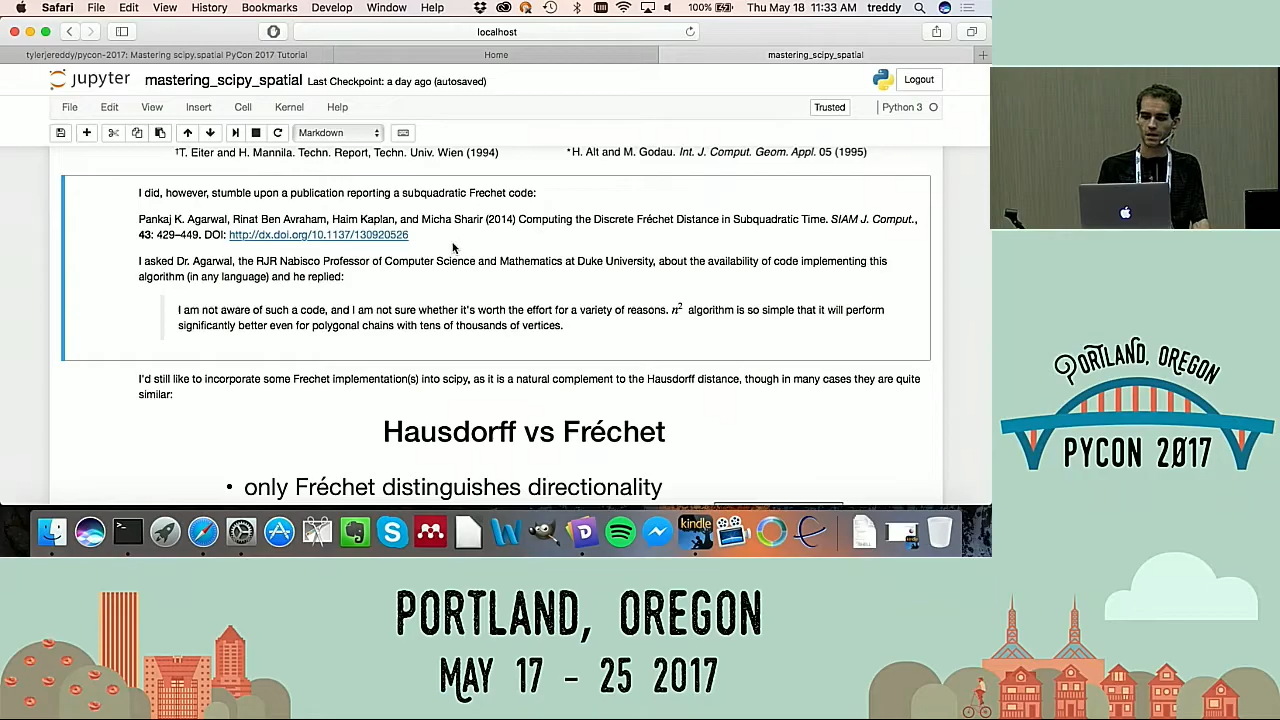 Safari File Edit View History Bookmarks Develop Window Help 100% Thu May 18 11:33 AM treddy
localhost
tylerjereddy/pycon-2017: Mastering scipy.spatial PyCon 2017 Tutorial Home mastering_scipy_spatial
jupyter mastering_scipy_spatial Last Checkpoint: a day ago (autosaved) Logout
File Edit View Insert Cell Kernel Help Trusted Python 3
Markdown
†T. Eiter and H. Mannila. Techn. Report, Techn. Univ. Wien (1994) *H. Alt and M. Godau. Int. J. Comput. Geom. Appl. 05 (1995)
I did, however, stumble upon a publication reporting a subquadratic Frechet code:
Pankaj K. Agarwal, Rinat Ben Avraham, Haim Kaplan, and Micha Sharir (2014) Computing the Discrete Fréchet Distance in Subquadratic Time. SIAM J. Comput.,
43: 429–449. DOI: http://dx.doi.org/10.1137/130920526
I asked Dr. Agarwal, the RJR Nabisco Professor of Computer Science and Mathematics at Duke University, about the availability of code implementing this
algorithm (in any language) and he replied:
I am not aware of such a code, and I am not sure whether it's worth the effort for a variety of reasons. n² algorithm is so simple that it will perform
significantly better even for polygonal chains with tens of thousands of vertices.
I'd still like to incorporate some Frechet implementation(s) into scipy, as it is a natural complement to the Hausdorff distance, though in many cases they are quite
similar:
Hausdorff vs Fréchet
• only Fréchet distinguishes directionality
kindle
PORTLAND, OREGON
PYCON 2017
PORTLAND, OREGON
MAY 17 - 25 2017